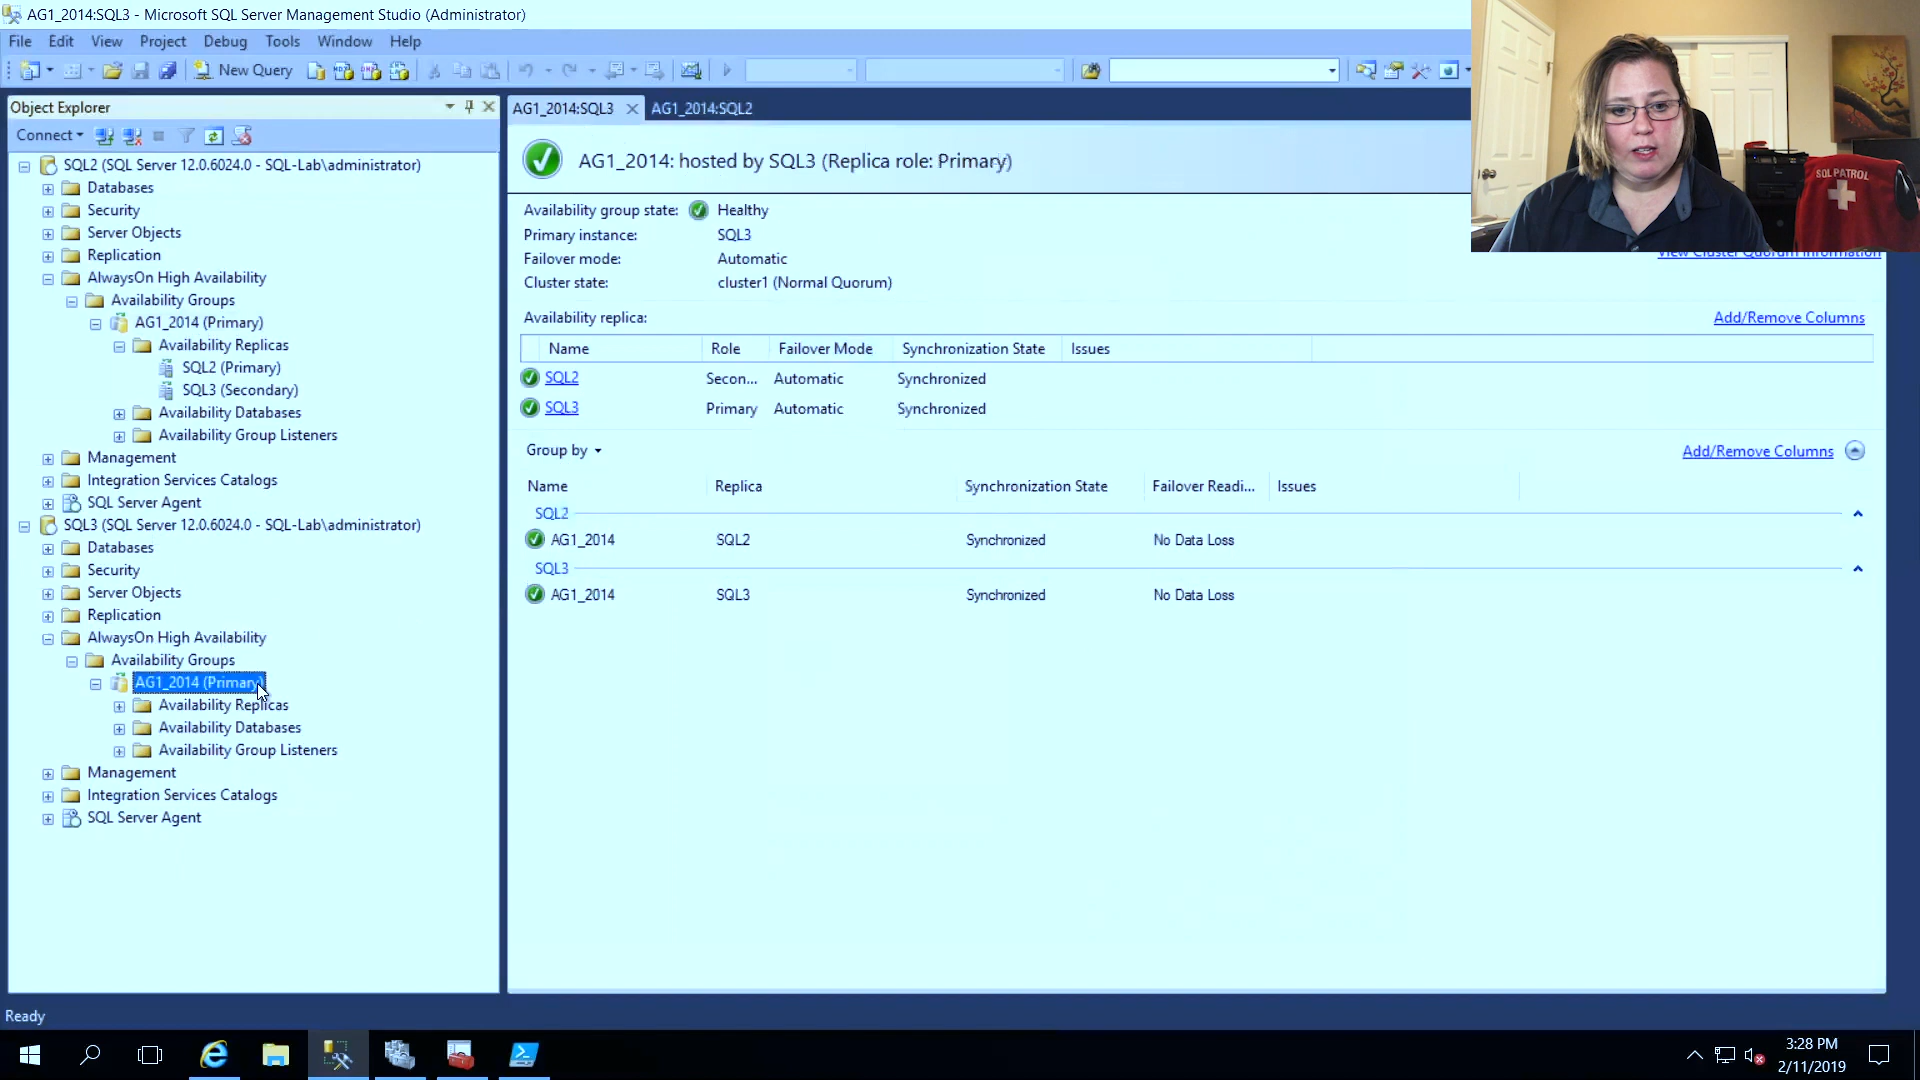 AG1_2014:SQL3 - Microsoft SQL Server Management Studio (Administrator)
File Edit View Project Debug Tools Window Help
New Query
Object Explorer
Connect
SQL2 (SQL Server 12.0.6024.0 - SQL-Lab\administrator)
Databases
Security
Server Objects
Replication
AlwaysOn High Availability
Availability Groups
AG1_2014 (Primary)
Availability Replicas
SQL2 (Primary)
SQL3 (Secondary)
Availability Databases
Availability Group Listeners
Management
Integration Services Catalogs
SQL Server Agent
SQL3 (SQL Server 12.0.6024.0 - SQL-Lab\administrator)
Databases
Security
Server Objects
Replication
AlwaysOn High Availability
Availability Groups
AG1_2014 (Primary)
Availability Replicas
Availability Databases
Availability Group Listeners
Management
Integration Services Catalogs
SQL Server Agent
AG1_2014:SQL3 AG1_2014:SQL2
AG1_2014: hosted by SQL3 (Replica role: Primary)
Availability group state: Healthy
Primary instance: SQL3
Failover mode: Automatic
Cluster state: cluster1 (Normal Quorum)
View Cluster Quorum Information
Availability replica: Add/Remove Columns
Name Role Failover Mode Synchronization State Issues
SQL2 Secon... Automatic Synchronized
SQL3 Primary Automatic Synchronized
Group by Add/Remove Columns
Name Replica Synchronization State Failover Readi... Issues
SQL2
AG1_2014 SQL2 Synchronized No Data Loss
SQL3
AG1_2014 SQL3 Synchronized No Data Loss
SQL PATROL
Ready
3:28 PM
2/11/2019